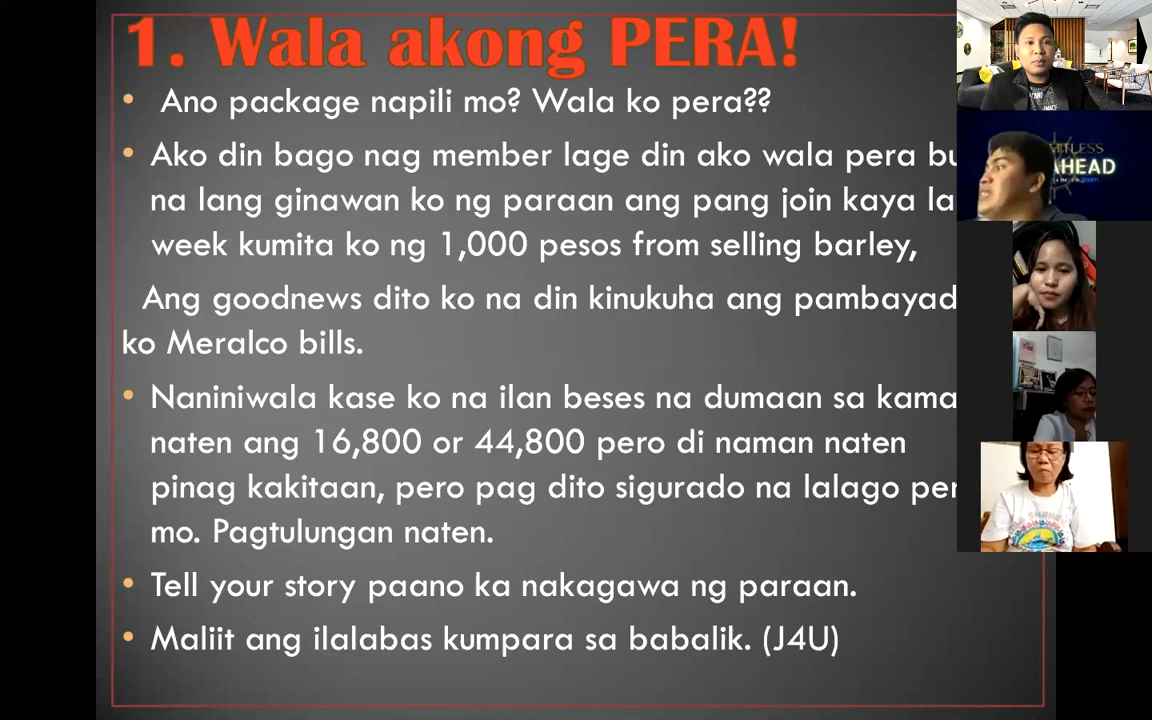 1. Wala akong PERA!
• Ano package napili mo? Wala ko pera??
• Ako din bago nag member lage din ako wala pera
na lang ginawan ko ng paraan ang pang join kaya
week kumita ko ng 1,000 pesos from selling barley,
Ang goodnews dito ko na din kinukuha ang pambayad
ko Meralco bills.
• Naniniwala kase ko na ilan beses na dumaan sa
naten ang 16,800 or 44,800 pero di naman naten
pinag kakitaan, pero pag dito sigurado na lalago
mo. Pagtulungan naten.
• Tell your story paano ka nakagawa ng paraan.
• Maliit ang ilalabas kumpara sa babalik. (J4U)
AHEAD